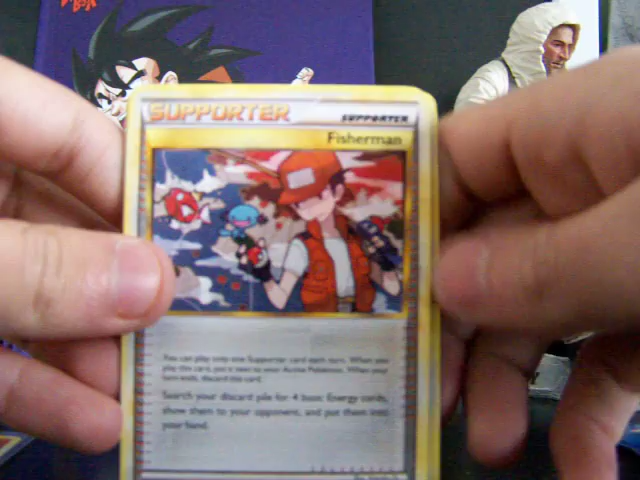 SUPPORTER
SUPPORTER
Fisherman
You can play only one Supporter card each turn. When you
play this card, put it next to your Active Pokémon. When your
turn ends, discard this card.
Search your discard pile for 4 basic Energy cards,
show them to your opponent, and put them into
your hand.